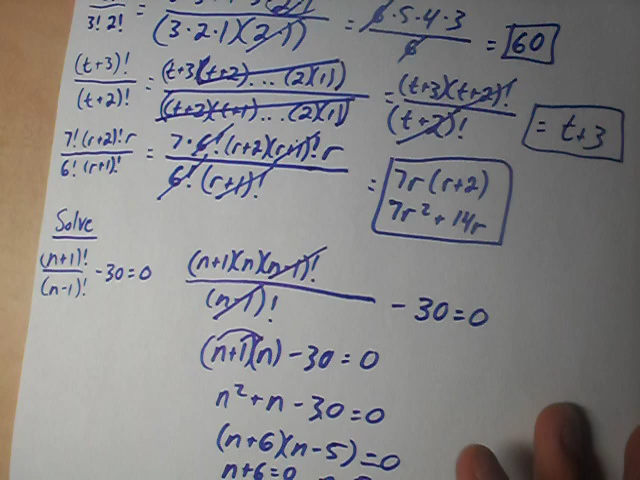 3! 2! = (3·2·1)(2·1) = 6·5·4·3 / 6 = 60
(t+3)! / (t+2)! = (t+3)(t+2)...(2)(1) / (t+2)(t+1)...(2)(1) = (t+3)(t+2)! / (t+2)! = t+3
7!(r+2)!r / 6!(r+1)! = 7·6!(r+2)(r+1)!r / 6!(r+1)! = 7r(r+2)
7r²+14r
Solve
(n+1)! / (n-1)! - 30=0 (n+1)(n)(n-1)! / (n-1)! - 30=0
(n+1)(n) - 30=0
n²+n-30=0
(n+6)(n-5)=0
n+6=0